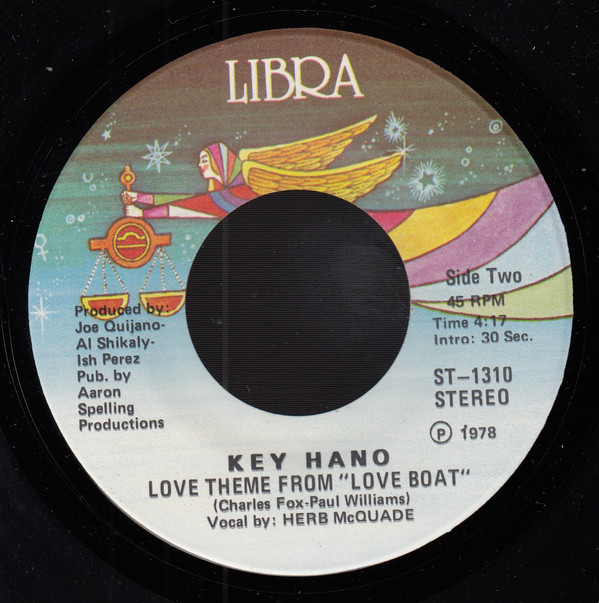 LIBRA
Side Two
45 RPM
Time 4:17
Intro: 30 Sec.
ST-1310
STEREO
Ⓟ 1978
Produced by:
Joe Quijano-
Al Shikaly-
Ish Perez
Pub. by
Aaron
Spelling
Productions
KEY HANO
LOVE THEME FROM "LOVE BOAT"
(Charles Fox-Paul Williams)
Vocal by: HERB McQUADE